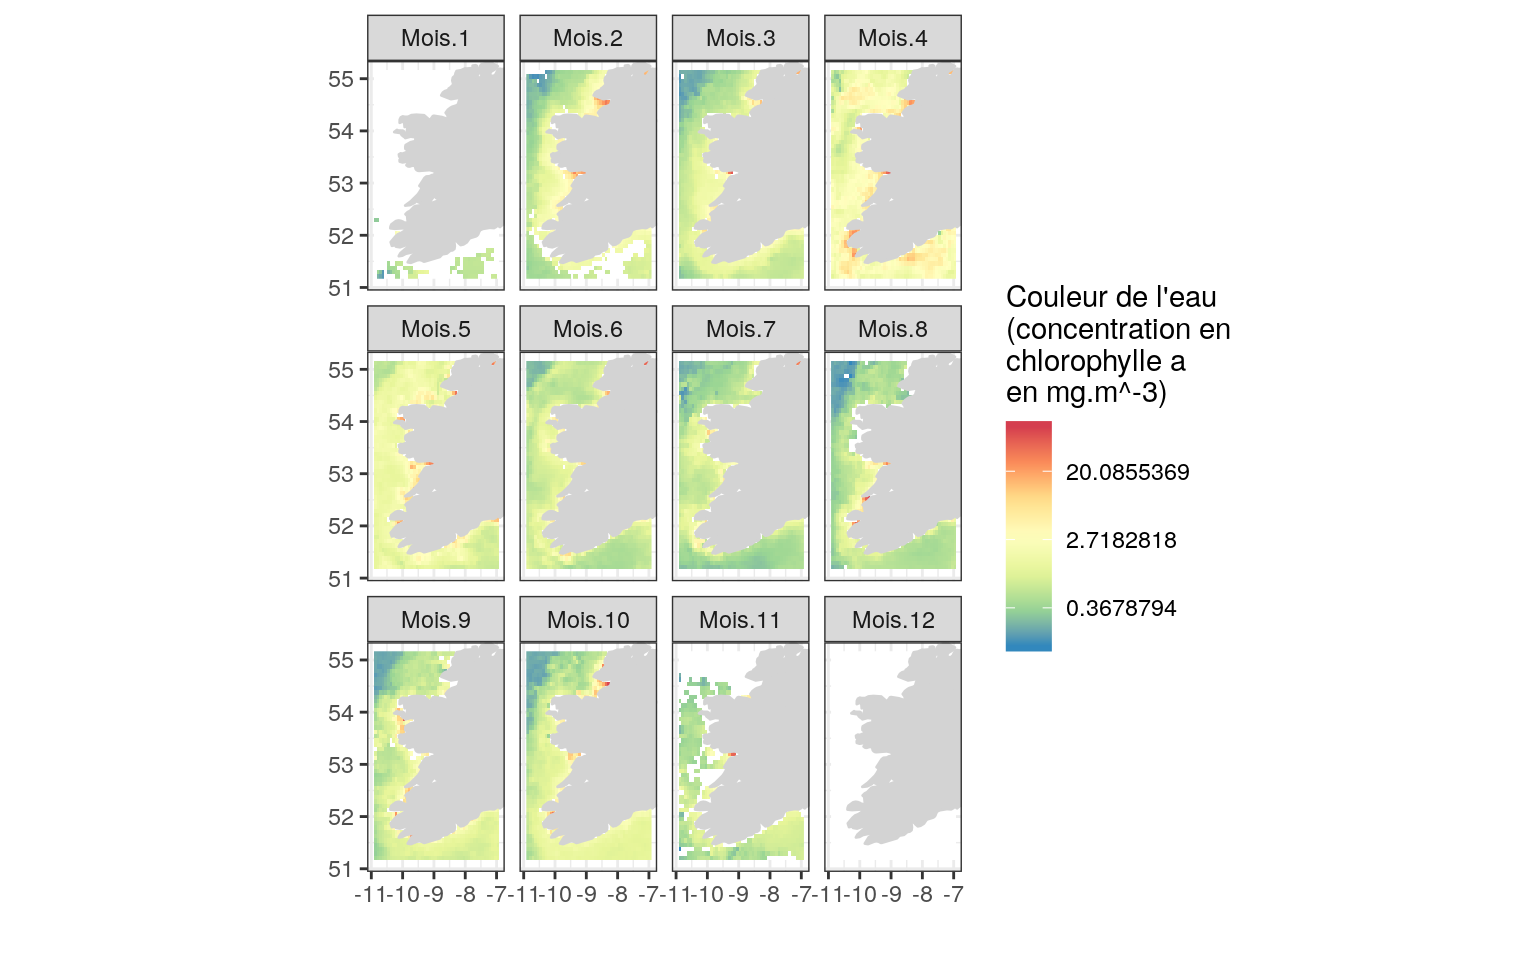 Mois.1 Mois.2 Mois.3 Mois.4
55
54
53
52
51
Mois.5 Mois.6 Mois.7 Mois.8
55
54
53
52
51
Mois.9 Mois.10 Mois.11 Mois.12
55
54
53
52
51
-11 -10 -9 -8 -7 -11 -10 -9 -8 -7 -11 -10 -9 -8 -7 -11 -10 -9 -8 -7
Couleur de l'eau
(concentration en
chlorophylle a
en mg.m^-3)
20.0855369
2.7182818
0.3678794